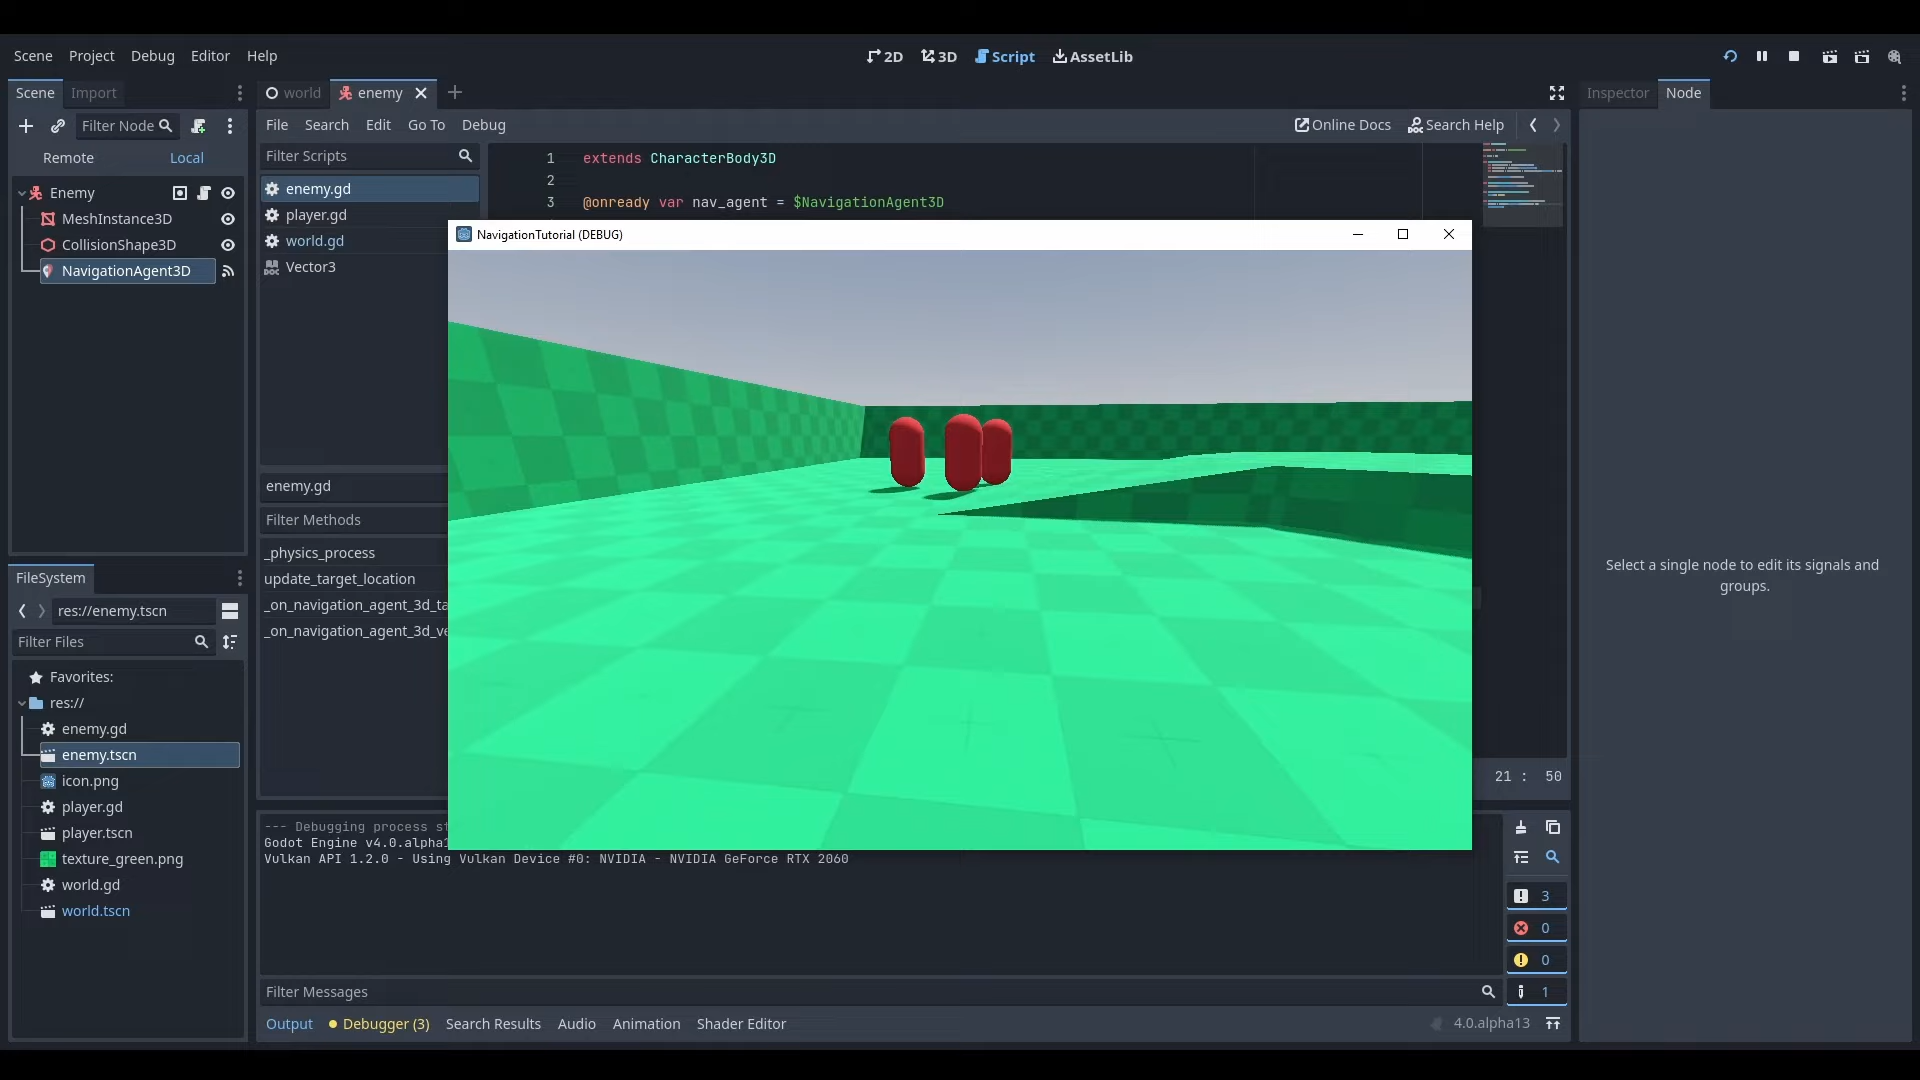 Scene Project Debug Editor Help
2D 3D Script AssetLib
Scene Import
world enemy
Inspector Node
Filter Node
File Search Edit Go To Debug
Online Docs Search Help
Remote Local
Filter Scripts
1 extends CharacterBody3D
2
3 @onready var nav_agent = $NavigationAgent3D
Enemy
MeshInstance3D
CollisionShape3D
NavigationAgent3D
enemy.gd
player.gd
world.gd
Vector3
NavigationTutorial (DEBUG)
enemy.gd
Filter Methods
_physics_process
update_target_location
_on_navigation_agent_3d_ta
_on_navigation_agent_3d_ve
Select a single node to edit its signals and
groups.
FileSystem
res://enemy.tscn
Filter Files
Favorites:
res://
enemy.gd
enemy.tscn
icon.png
player.gd
player.tscn
texture_green.png
world.gd
world.tscn
21 : 50
--- Debugging process st
Godot Engine v4.0.alpha1
Vulkan API 1.2.0 - Using Vulkan Device #0: NVIDIA - NVIDIA GeForce RTX 2060
3
0
0
1
Filter Messages
Output Debugger (3) Search Results Audio Animation Shader Editor
4.0.alpha13